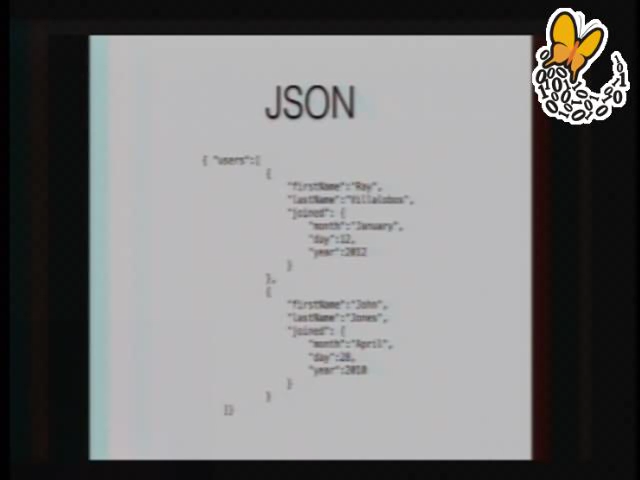 JSON
{ "users":[
{
"firstName":"Ray",
"lastName":"Villalobos",
"joined": {
"month":"January",
"day":12,
"year":2012
}
},
{
"firstName":"John",
"lastName":"Jones",
"joined": {
"month":"April",
"day":28,
"year":2010
}
}
]}